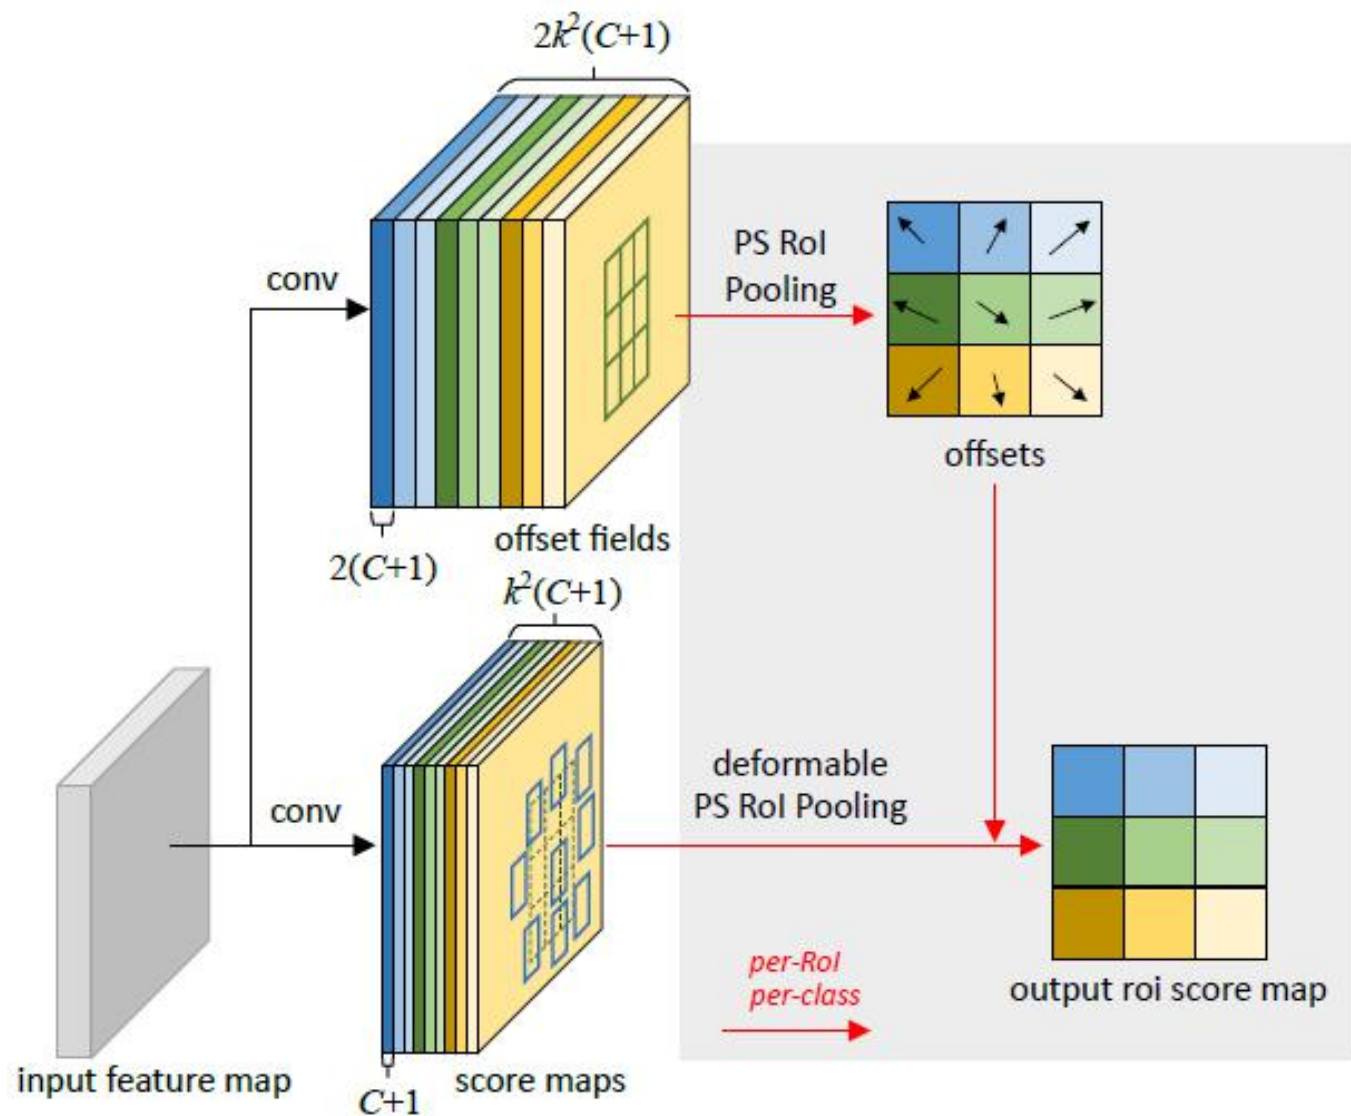 2k²(C+1)
conv
PS RoI
Pooling
offsets
offset fields
2(C+1)
k²(C+1)
conv
deformable
PS RoI Pooling
per-RoI
per-class
output roi score map
input feature map
score maps
C+1